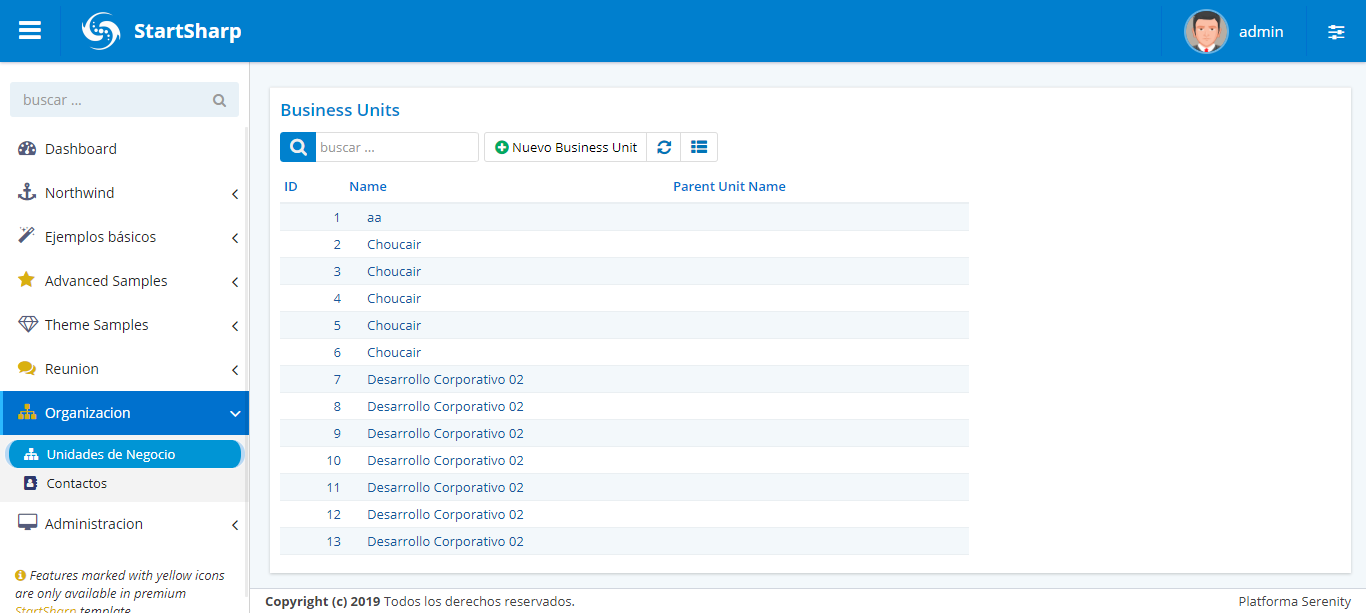 StartSharp
admin
buscar ...
Dashboard
Northwind
Ejemplos básicos
Advanced Samples
Theme Samples
Reunion
Organizacion
Unidades de Negocio
Contactos
Administracion
Features marked with yellow icons
are only available in premium
StartSharp template
Business Units
buscar ...
Nuevo Business Unit
ID Name Parent Unit Name
1 aa
2 Choucair
3 Choucair
4 Choucair
5 Choucair
6 Choucair
7 Desarrollo Corporativo 02
8 Desarrollo Corporativo 02
9 Desarrollo Corporativo 02
10 Desarrollo Corporativo 02
11 Desarrollo Corporativo 02
12 Desarrollo Corporativo 02
13 Desarrollo Corporativo 02
Copyright (c) 2019 Todos los derechos reservados.
Platforma Serenity